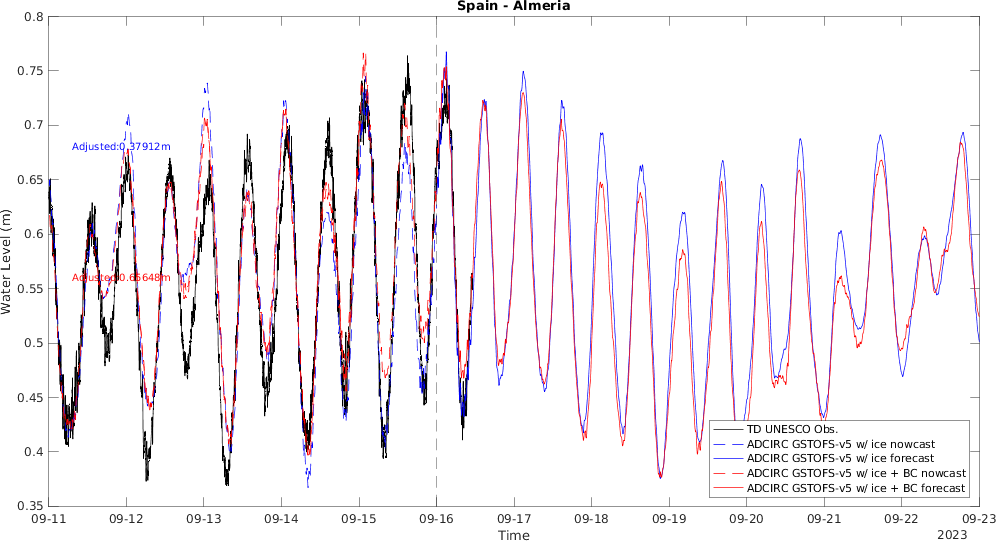 Spain - Almeria
Water Level (m)
0.8
0.75
0.7
0.65
0.6
0.55
0.5
0.45
0.4
0.35
Adjusted:0.37912m
Adjusted:0.65648m
TD UNESCO Obs.
ADCIRC GSTOFS-v5 w/ ice nowcast
ADCIRC GSTOFS-v5 w/ ice forecast
ADCIRC GSTOFS-v5 w/ ice + BC nowcast
ADCIRC GSTOFS-v5 w/ ice + BC forecast
09-11 09-12 09-13 09-14 09-15 09-16 09-17 09-18 09-19 09-20 09-21 09-22 09-23
Time
2023